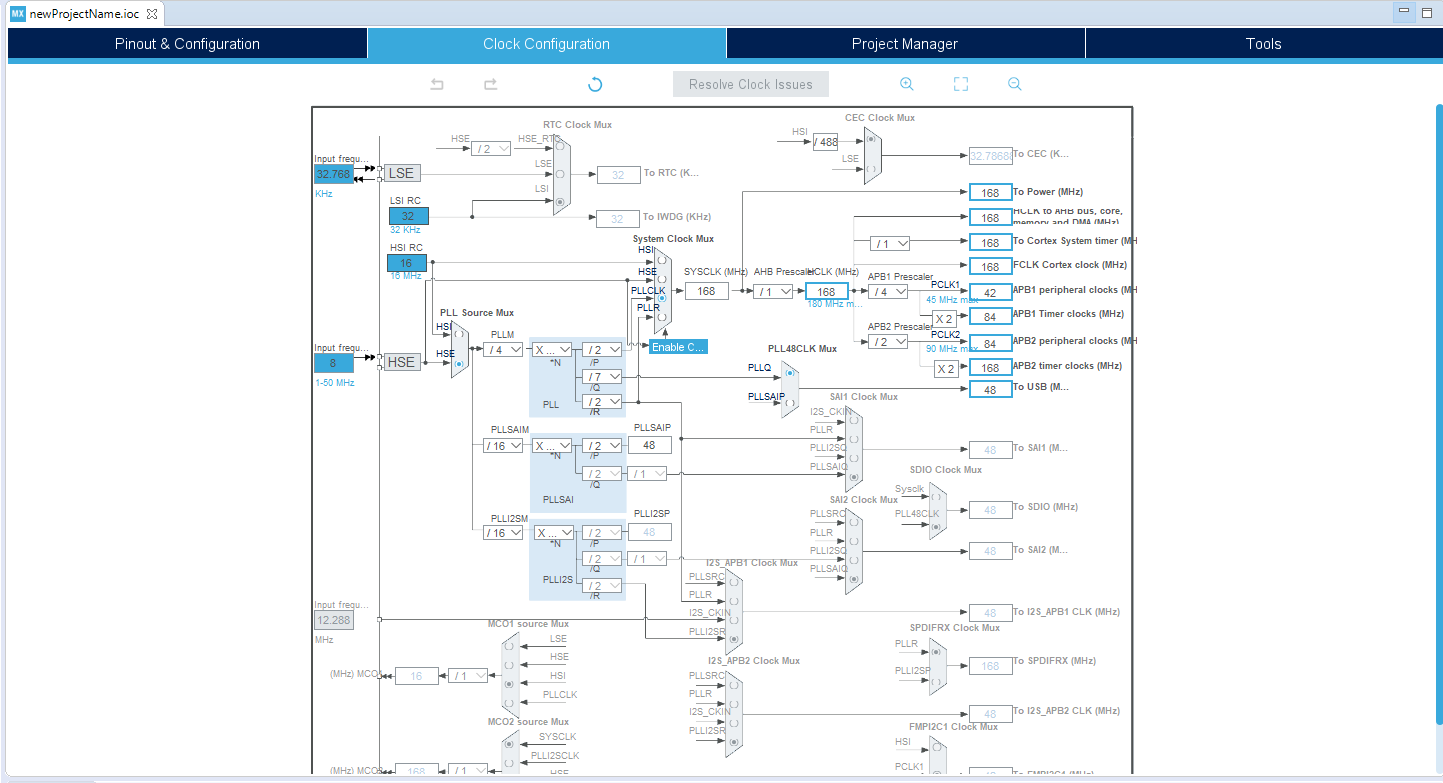 MX newProjectName.ioc
Pinout & Configuration
Clock Configuration
Project Manager
Tools
Resolve Clock Issues
RTC Clock Mux
HSE
/ 2
HSE_RTC
LSE
LSI
32
To RTC (K...
32
To IWDG (KHz)
CEC Clock Mux
HSI
/ 488
LSE
To CEC (K...
Input frequ...
32.768
KHz
LSE
LSI RC
32
32 KHz
HSI RC
16
16 MHz
Input frequ...
8
1-50 MHz
HSE
PLL Source Mux
HSI
HSE
PLLM
/ 4
X ...
*N
/ 2
/P
/ 7
/Q
/ 2
/R
PLL
System Clock Mux
HSI
HSE
PLLCLK
PLLR
Enable C...
SYSCLK (MHz)
168
AHB Prescaler
/ 1
HCLK (MHz)
168
180 MHz m...
APB1 Prescaler
/ 4
PCLK1
45 MHz max
X 2
APB2 Prescaler
/ 2
PCLK2
90 MHz max
X 2
/ 1
168
To Power (MHz)
168
HCLK to AHB bus, core,
memory and DMA (MHz)
168
To Cortex System timer (MH
168
FCLK Cortex clock (MHz)
42
APB1 peripheral clocks (MH
84
APB1 Timer clocks (MHz)
84
APB2 peripheral clocks (MH
168
APB2 timer clocks (MHz)
48
To USB (M...
PLL48CLK Mux
PLLQ
PLLSAIP
PLLSAIM
/ 16
X ...
*N
/ 2
/P
/ 2
/Q
PLLSAI
PLLSAIP
48
/ 1
PLLI2SM
/ 16
X ...
*N
/ 2
/P
/ 2
/Q
/ 2
/R
PLLI2S
PLLI2SP
48
/ 1
SAI1 Clock Mux
I2S_CKIN
PLLR
PLLI2SQ
PLLSAIQ
48
To SAI1 (M...
SDIO Clock Mux
Sysclk
PLL48CLK
48
To SDIO (MHz)
SAI2 Clock Mux
PLLSRC
PLLR
PLLI2SQ
PLLSAIQ
48
To SAI2 (M...
I2S_APB1 Clock Mux
PLLSRC
PLLR
I2S_CKIN
PLLI2SR
48
To I2S_APB1 CLK (MHz)
Input frequ...
12.288
MHz
SPDIFRX Clock Mux
PLLR
PLLI2SP
168
To SPDIFRX (MHz)
MCO1 source Mux
LSE
HSE
HSI
PLLCLK
(MHz) MCO1
16
/ 1
I2S_APB2 Clock Mux
PLLSRC
PLLR
I2S_CKIN
PLLI2SR
48
To I2S_APB2 CLK (MHz)
MCO2 source Mux
SYSCLK
PLLI2SCLK
HSE
(MHz) MCO2
168
/ 1
FMPI2C1 Clock Mux
HSI
PCLK1
48
To FMPI2C1 (MHz)